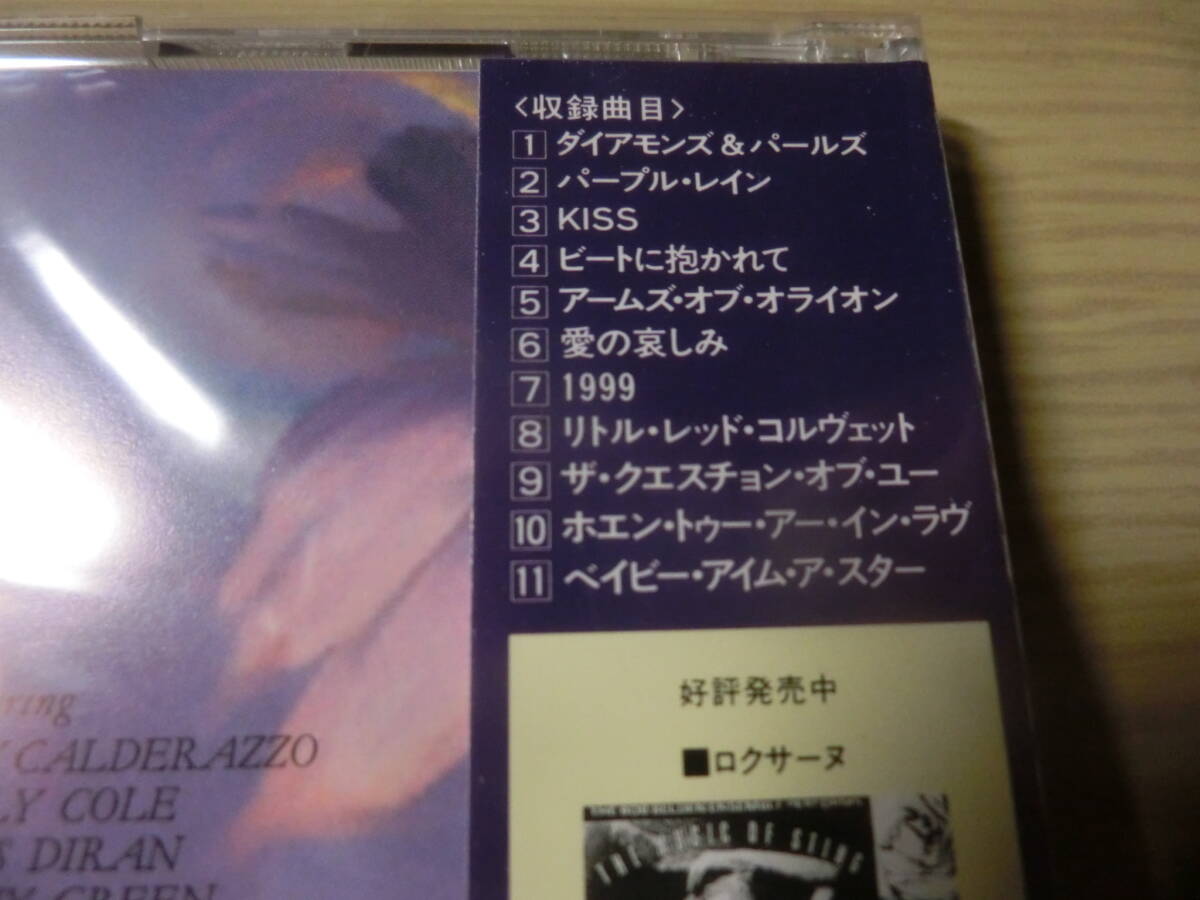 <収録曲目>
1 ダイアモンズ&パールズ
2 パープル・レイン
3 KISS
4 ビートに抱かれて
5 アームズ・オブ・オライオン
6 愛の哀しみ
7 1999
8 リトル・レッド・コルヴェット
9 ザ・クエスチョン・オブ・ユー
10 ホエン・トゥー・アー・イン・ラヴ
11 ベイビー・アイム・ア・スター
好評発売中
■ロクサーヌ
THE MUSIC OF STING
CALDERAZZO
COLE
DIRAN
GREEN